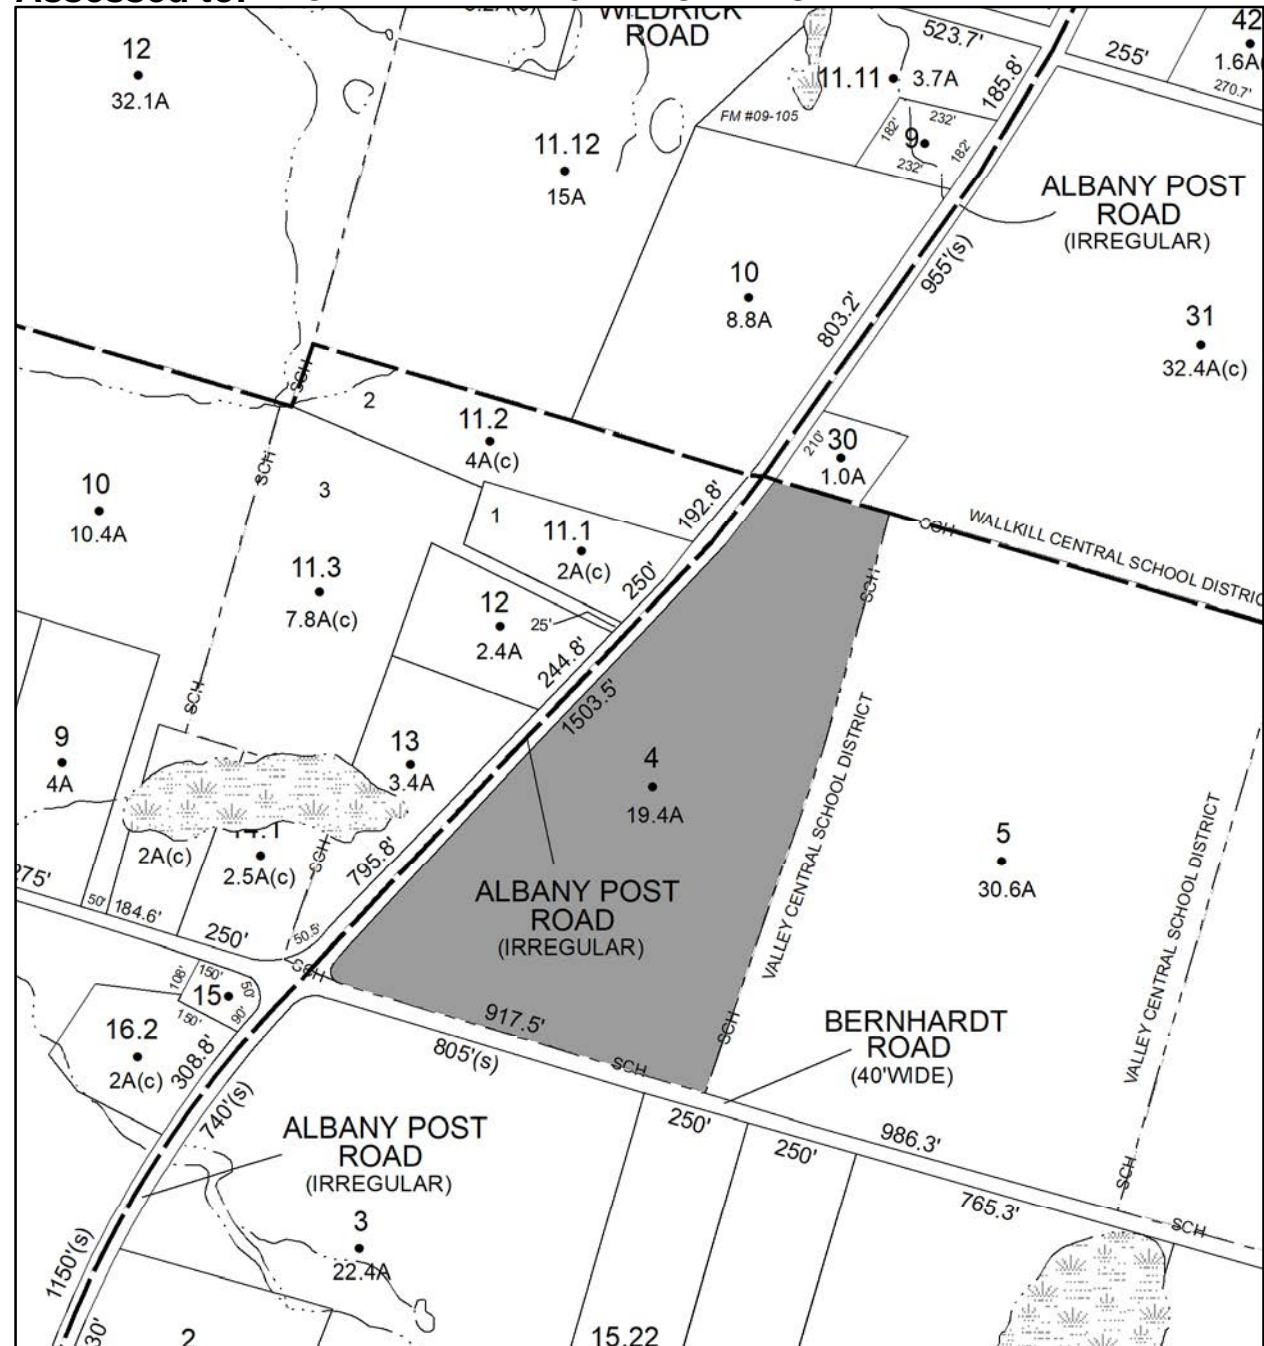 Assessed to:
WILDRICK
ROAD
12
32.1A
523.7'
185.8'
255'
42
1.6A(
270.7'
11.11
3.7A
FM #09-105
182'
232'
9
182'
232'
11.12
15A
ALBANY POST
ROAD
(IRREGULAR)
955'(s)
10
8.8A
803.2'
31
32.4A(c)
SCH
2
11.2
4A(c)
210'
30
1.0A
SCH
10
10.4A
3
192.8'
1
11.1
2A(c)
SCH
WALLKILL CENTRAL SCHOOL DISTRIC
11.3
7.8A(c)
250'
SCH
12
2.4A
25'
244.8'
1503.5'
SCH
9
4A
13
3.4A
4
19.4A
VALLEY CENTRAL SCHOOL DISTRICT
VALLEY CENTRAL SCHOOL DISTRICT
5
30.6A
14.1
2.5A(c)
2A(c)
SCH
795.8'
275'
50'
184.6'
250'
50.5'
ALBANY POST
ROAD
(IRREGULAR)
SCH
108'
150'
50'
15
150'
90'
16.2
2A(c)
308.8'
917.5'
805'(s)
SCH
SCH
BERNHARDT
ROAD
(40'WIDE)
740'(s)
ALBANY POST
ROAD
(IRREGULAR)
250'
250'
986.3'
765.3'
SCH
SCH
3
22.4A
1150'(s)
30'
2
15.22